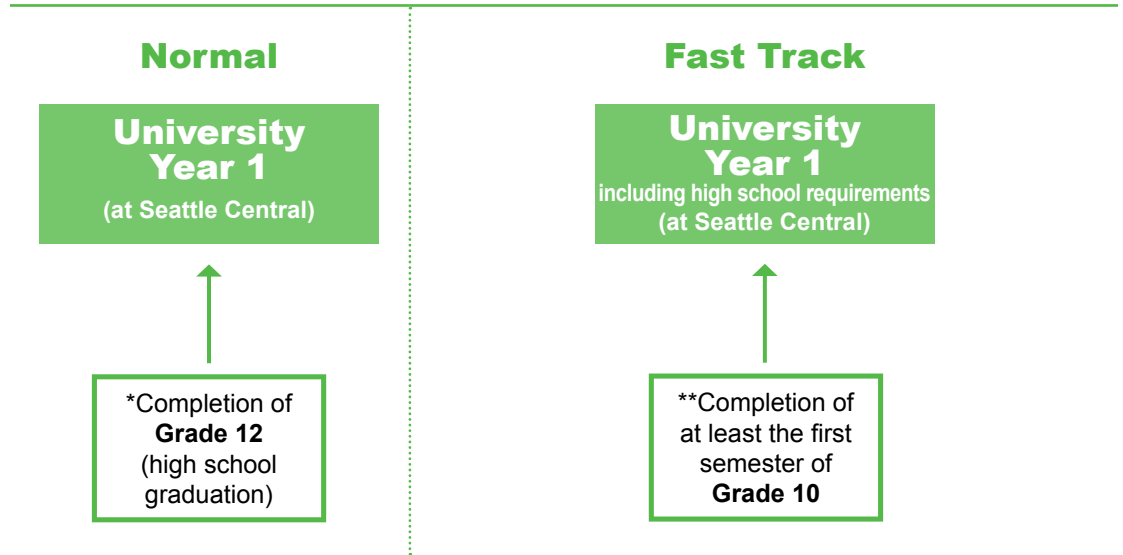 Normal
University
Year 1
(at Seattle Central)
*Completion of
Grade 12
(high school
graduation)
Fast Track
University
Year 1
including high school requirements
(at Seattle Central)
**Completion of
at least the first
semester of
Grade 10